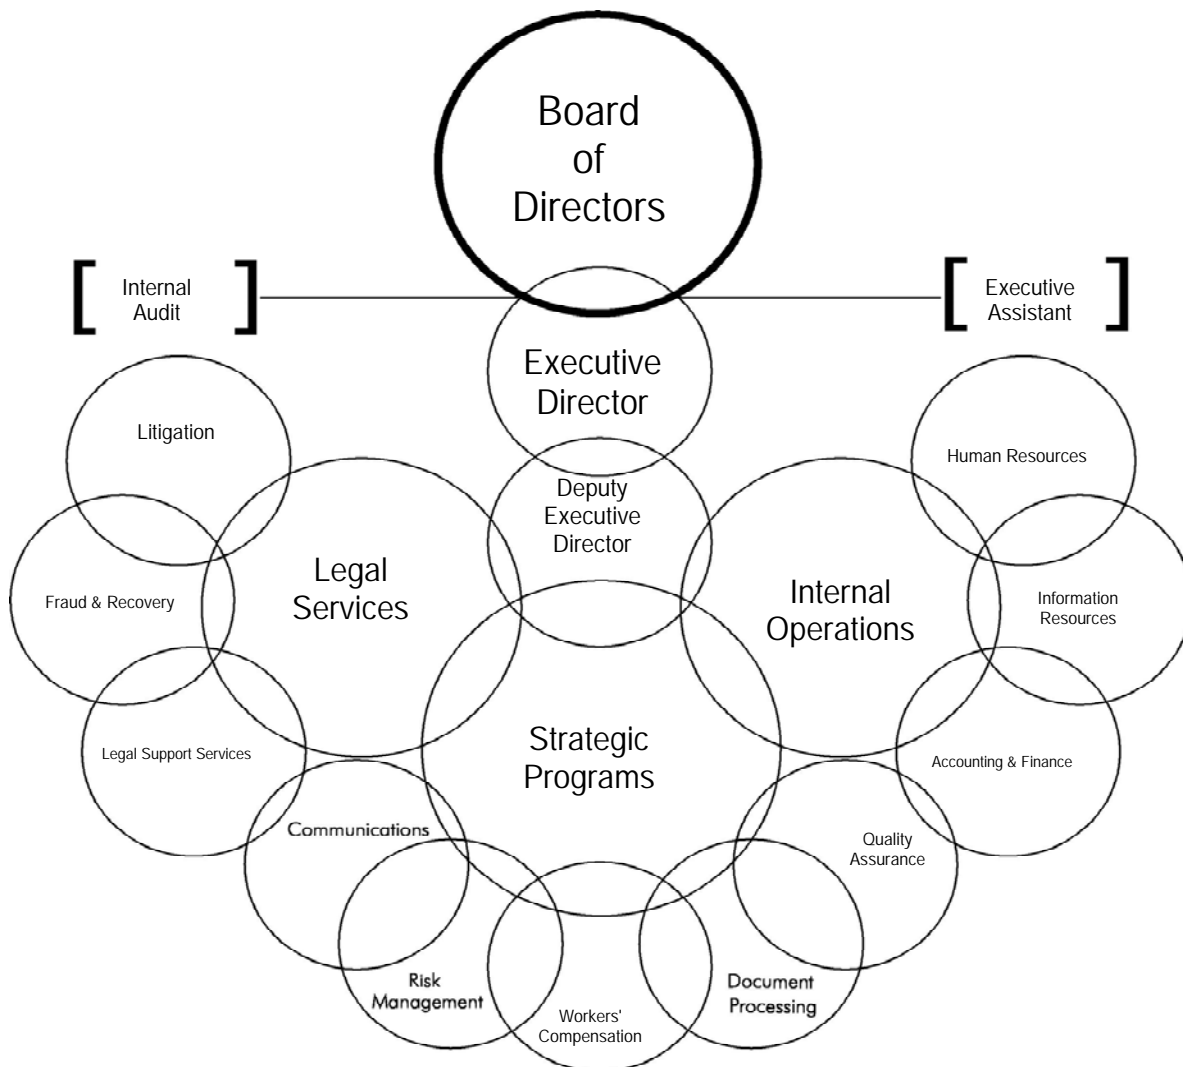 Board
of
Directors
[ Internal
Audit ]
[ Executive
Assistant ]
Executive
Director
Litigation
Human Resources
Deputy
Executive
Director
Legal
Services
Internal
Operations
Fraud & Recovery
Information
Resources
Strategic
Programs
Legal Support Services
Accounting & Finance
Communications
Quality
Assurance
Risk
Management
Document
Processing
Workers'
Compensation